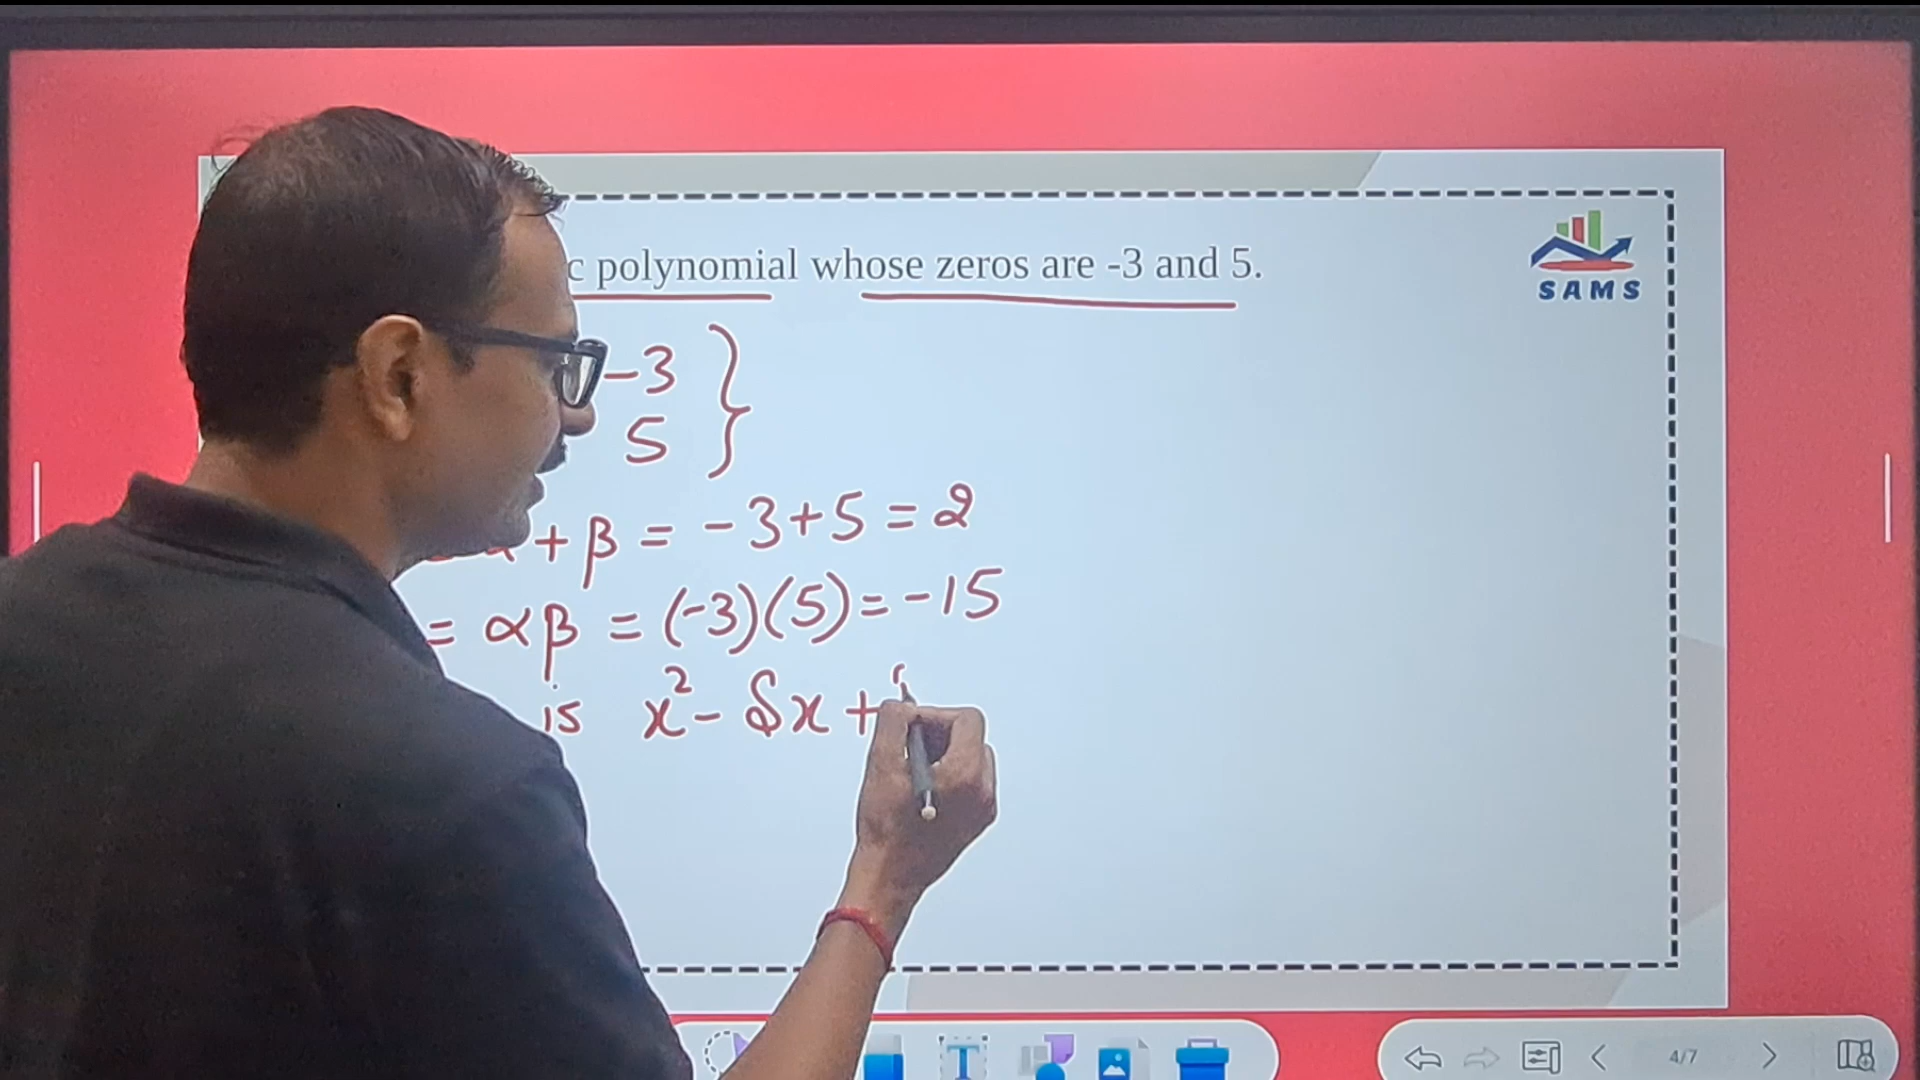 polynomial whose zeros are -3 and 5.
SAMS
-3 }
5
+ β = -3+5 = 2
= αβ = (-3)(5) = -15
is x² - Sx +
4/7